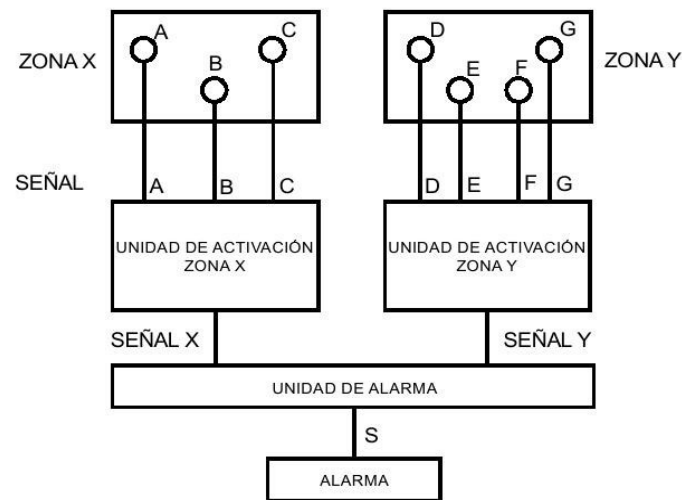 ZONA X
A
B
C
D
E
F
G
ZONA Y
SEÑAL
A
B
C
D
E
F
G
UNIDAD DE ACTIVACIÓN
ZONA X
UNIDAD DE ACTIVACIÓN
ZONA Y
SEÑAL X
SEÑAL Y
UNIDAD DE ALARMA
S
ALARMA